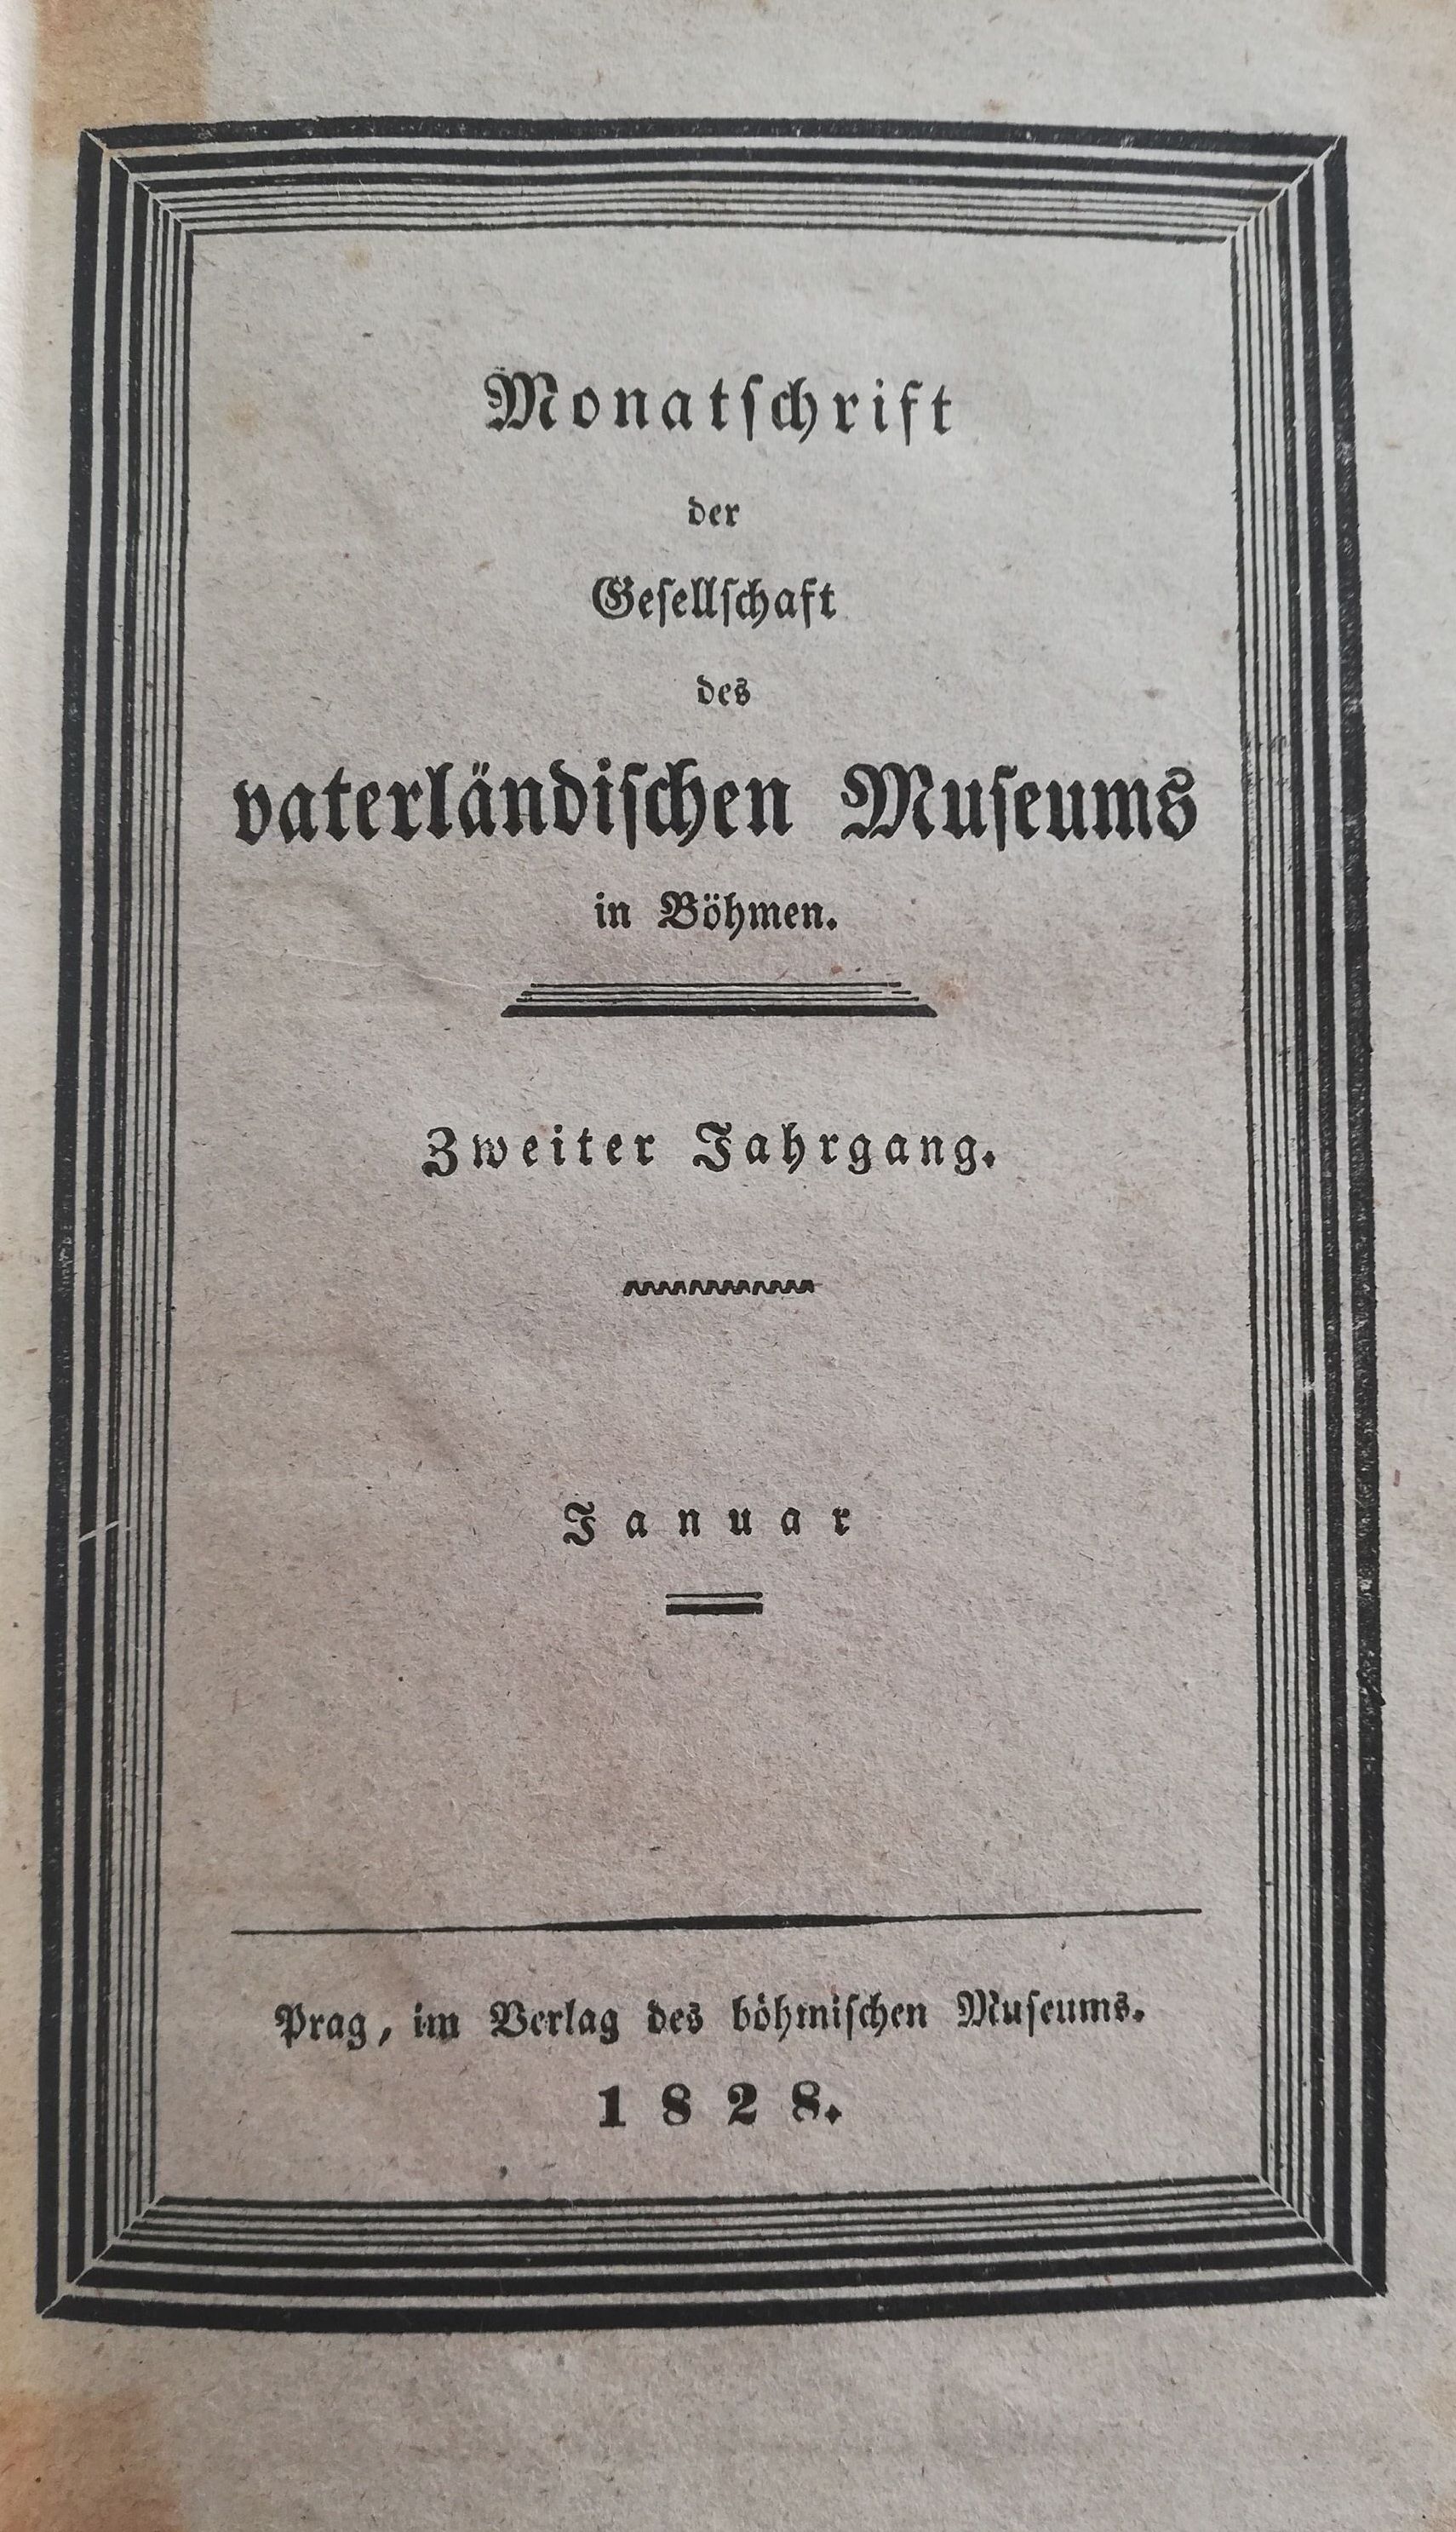 Monatſchrift
der
Geſellſchaft
des
vaterländiſchen Muſeums
in Böhmen.
Zweiter Jahrgang.
Januar
Prag, im Verlag des böhmiſchen Muſeums.
1828.